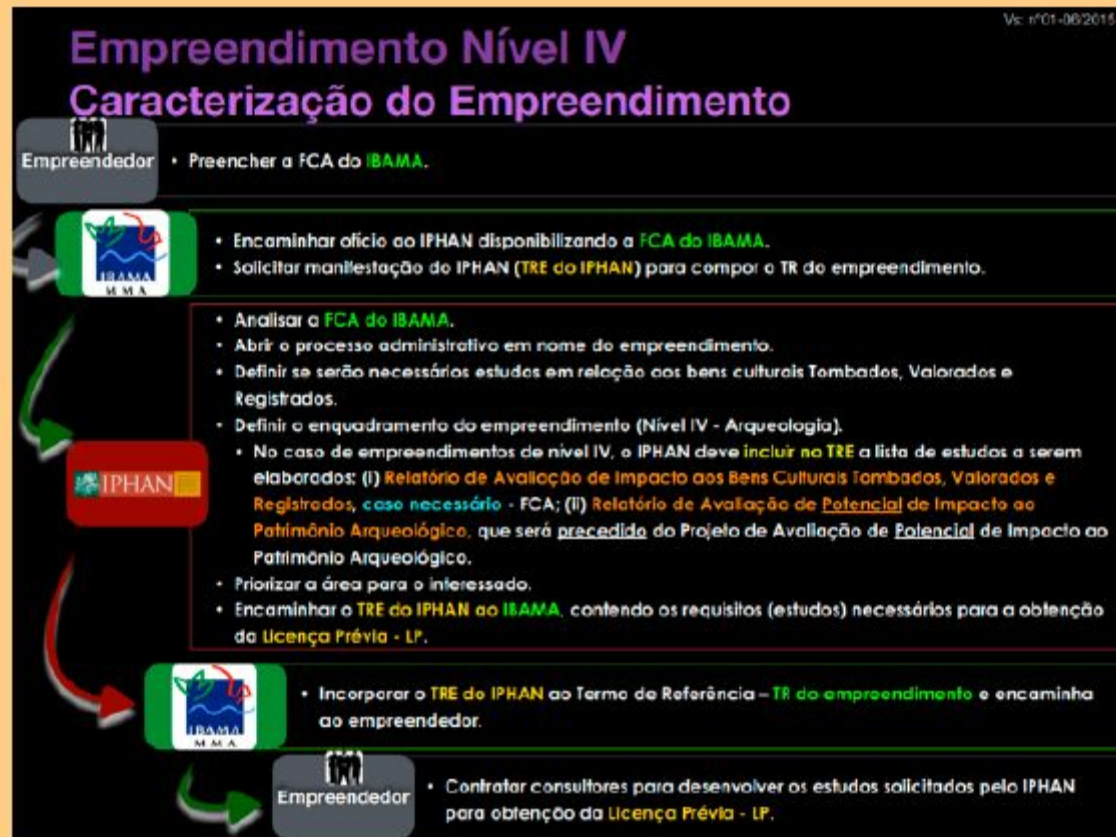 Vs: nº01-06/2015
Empreendimento Nível IV
Caracterização do Empreendimento
Empreendedor
• Preencher a FCA do IBAMA.
IBAMA
M M A
• Encaminhar ofício ao IPHAN disponibilizando a FCA do IBAMA.
• Solicitar manifestação do IPHAN (TRE do IPHAN) para compor o TR do empreendimento.
• Analisar a FCA do IBAMA.
• Abrir o processo administrativo em nome do empreendimento.
• Definir se serão necessários estudos em relação aos bens culturais Tombados, Valorados e
Registrados.
• Definir o enquadramento do empreendimento (Nível IV - Arqueologia).
• No caso de empreendimentos de nível IV, o IPHAN deve incluir no TRE a lista de estudos a serem
elaborados: (i) Relatório de Avaliação de Impacto aos Bens Culturais Tombados, Valorados e
Registrados, caso necessário - FCA; (ii) Relatório de Avaliação de Potencial de Impacto ao
Patrimônio Arqueológico, que será precedido do Projeto de Avaliação de Potencial de Impacto ao
Patrimônio Arqueológico.
• Priorizar a área para o interessado.
• Encaminhar o TRE do IPHAN ao IBAMA, contendo os requisitos (estudos) necessários para a obtenção
da Licença Prévia - LP.
IPHAN
IBAMA
M M A
• Incorporar o TRE do IPHAN ao Termo de Referência – TR do empreendimento e encaminha
ao empreendedor.
Empreendedor
• Contratar consultores para desenvolver os estudos solicitados pelo IPHAN
para obtenção da Licença Prévia - LP.